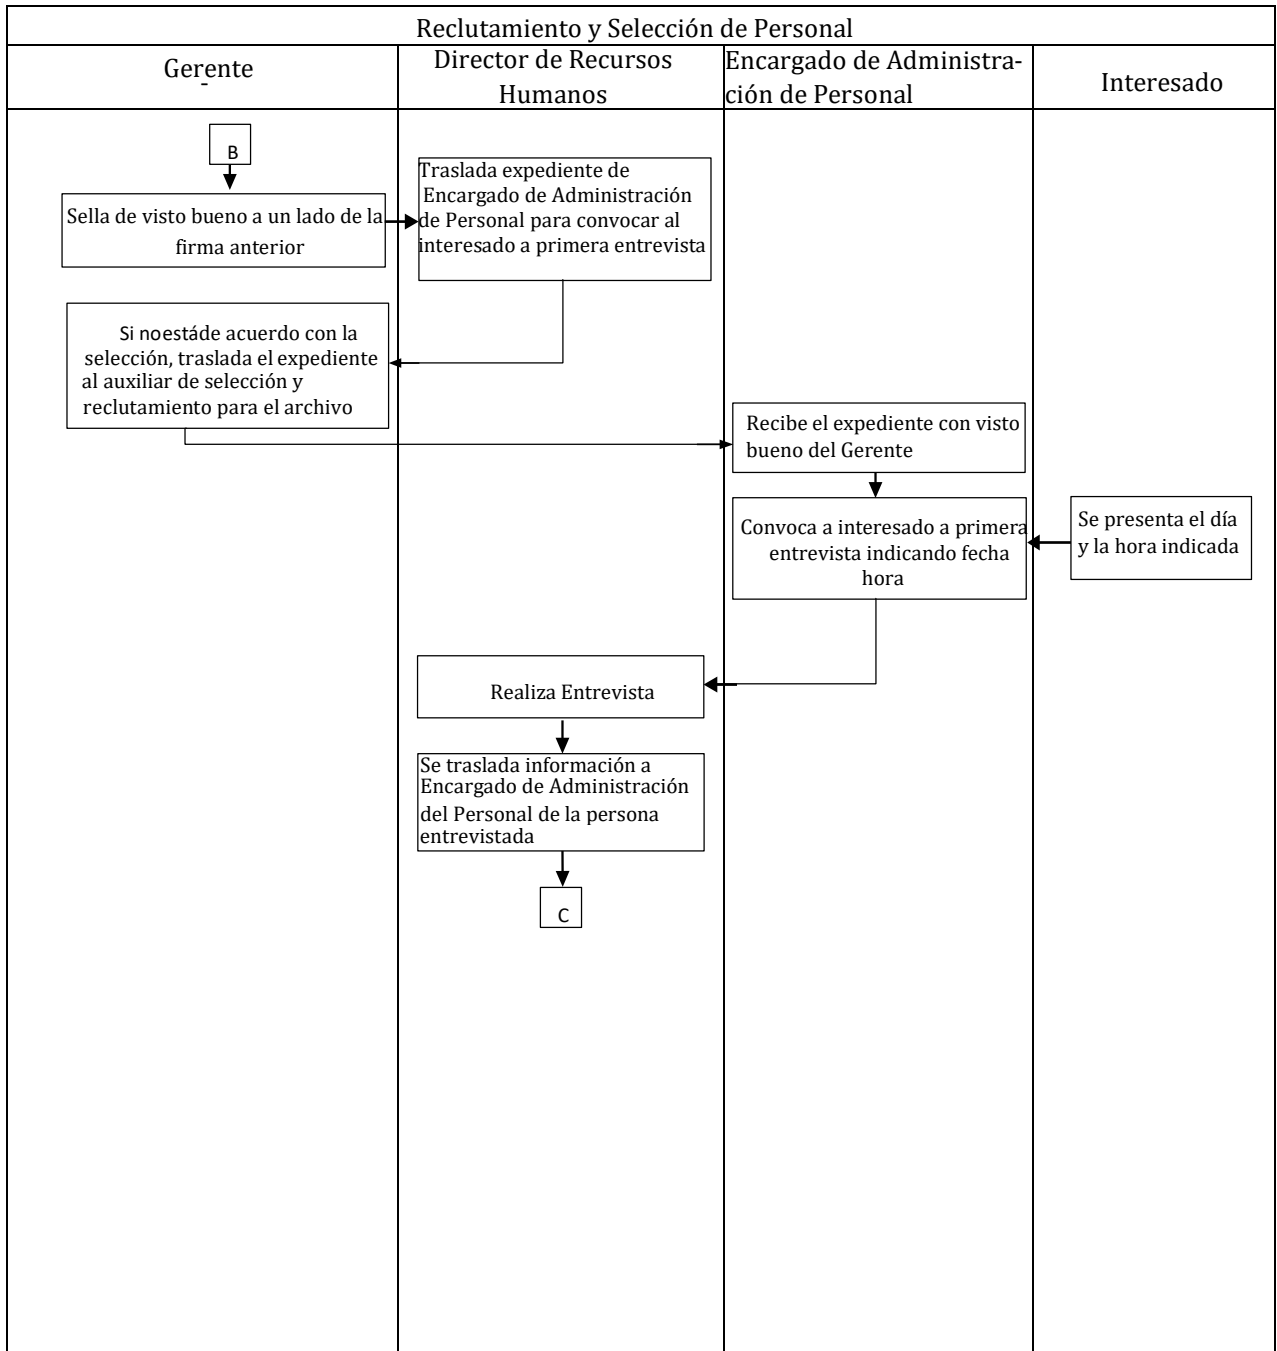 Reclutamiento y Selección de Personal
Gerente
Director de Recursos
Humanos
Encargado de Administra-
ción de Personal
Interesado
B
Sella de visto bueno a un lado de la
firma anterior
Traslada expediente de
Encargado de Administración
de Personal para convocar al
interesado a primera entrevista
Si noestáde acuerdo con la
selección, traslada el expediente
al auxiliar de selección y
reclutamiento para el archivo
Recibe el expediente con visto
bueno del Gerente
Convoca a interesado a primera
entrevista indicando fecha
hora
Se presenta el día
y la hora indicada
Realiza Entrevista
Se traslada información a
Encargado de Administración
del Personal de la persona
entrevistada
C